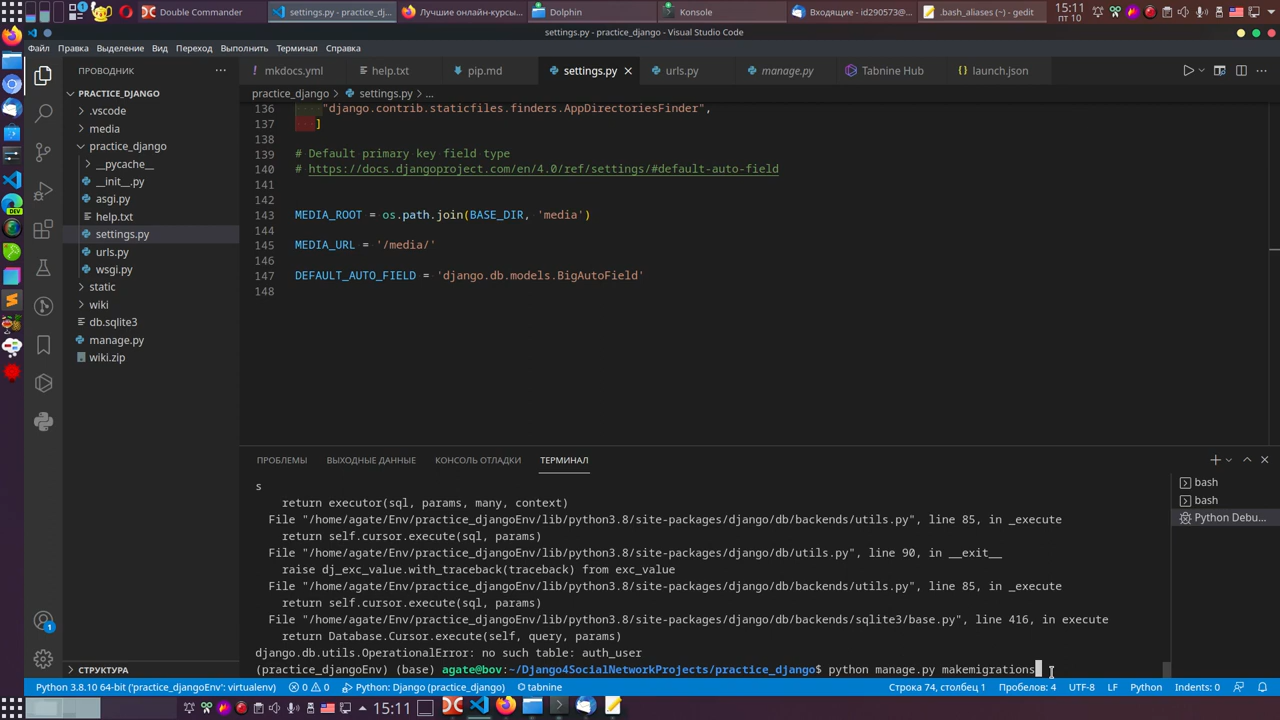 Double Commander
settings.py - practice_dj...
Лучшие онлайн-курсы...
Dolphin
Konsole
Входящие – id290573@...
.bash_aliases (~) – gedit
15:11
пт 10
settings.py - practice_django - Visual Studio Code
Файл Правка Выделение Вид Переход Выполнить Терминал Справка
ПРОВОДНИК
mkdocs.yml
help.txt
pip.md
settings.py
urls.py
manage.py
Tabnine Hub
launch.json
PRACTICE_DJANGO
practice_django > settings.py > ...
.vscode
media
practice_django
__pycache__
__init__.py
asgi.py
help.txt
settings.py
urls.py
wsgi.py
static
wiki
db.sqlite3
manage.py
wiki.zip
СТРУКТУРА
DEV
136 "django.contrib.staticfiles.finders.AppDirectoriesFinder",
137 ]
138
139 # Default primary key field type
140 # https://docs.djangoproject.com/en/4.0/ref/settings/#default-auto-field
141
142
143 MEDIA_ROOT = os.path.join(BASE_DIR, 'media')
144
145 MEDIA_URL = '/media/'
146
147 DEFAULT_AUTO_FIELD = 'django.db.models.BigAutoField'
148
ПРОБЛЕМЫ ВЫХОДНЫЕ ДАННЫЕ КОНСОЛЬ ОТЛАДКИ ТЕРМИНАЛ
s
return executor(sql, params, many, context)
File "/home/agate/Env/practice_djangoEnv/lib/python3.8/site-packages/django/db/backends/utils.py", line 85, in _execute
return self.cursor.execute(sql, params)
File "/home/agate/Env/practice_djangoEnv/lib/python3.8/site-packages/django/db/utils.py", line 90, in __exit__
raise dj_exc_value.with_traceback(traceback) from exc_value
File "/home/agate/Env/practice_djangoEnv/lib/python3.8/site-packages/django/db/backends/utils.py", line 85, in _execute
return self.cursor.execute(sql, params)
File "/home/agate/Env/practice_djangoEnv/lib/python3.8/site-packages/django/db/backends/sqlite3/base.py", line 416, in execute
return Database.Cursor.execute(self, query, params)
django.db.utils.OperationalError: no such table: auth_user
(practice_djangoEnv) (base) agate@bov:~/Django4SocialNetworkProjects/practice_django$ python manage.py makemigrations
bash
bash
Python Debu...
1
Python 3.8.10 64-bit ('practice_djangoEnv': virtualenv) 0 0 Python: Django (practice_django) tabnine
Строка 74, столбец 1 Пробелов: 4 UTF-8 LF Python Indents: 0
15:11